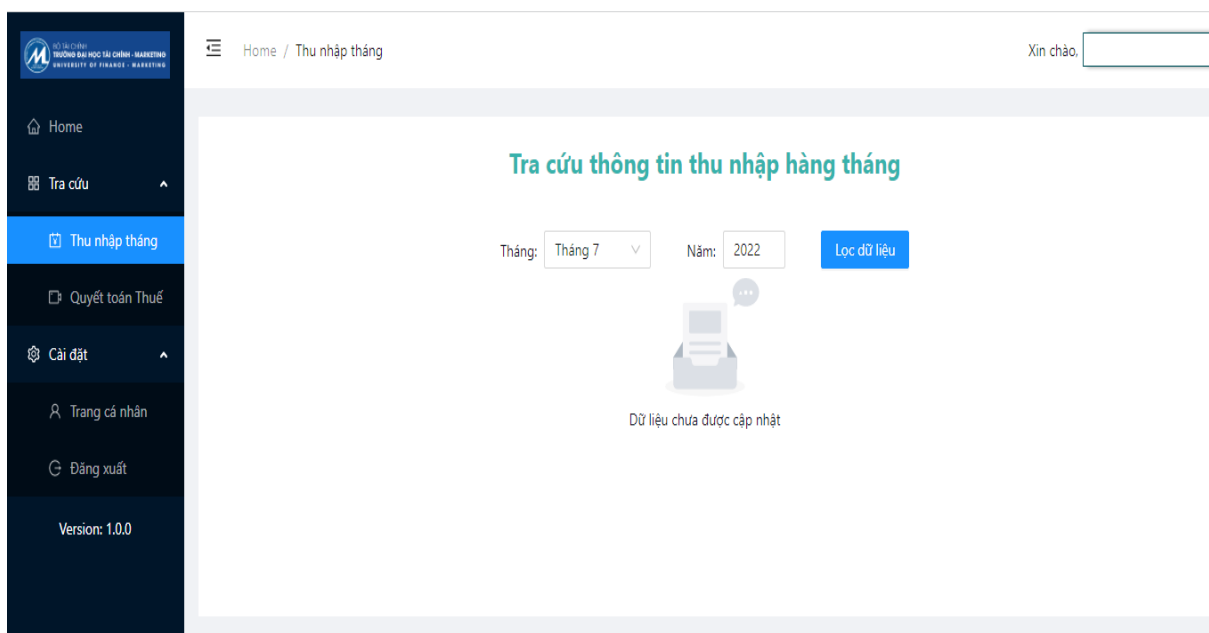 BỘ TÀI CHÍNH
TRƯỜNG ĐẠI HỌC TÀI CHÍNH - MARKETING
UNIVERSITY OF FINANCE - MARKETING
Home / Thu nhập tháng
Xin chào,
Home
Tra cứu
Thu nhập tháng
Quyết toán Thuế
Cài đặt
Trang cá nhân
Đăng xuất
Version: 1.0.0
Tra cứu thông tin thu nhập hàng tháng
Tháng: Tháng 7 Năm: 2022 Lọc dữ liệu
Dữ liệu chưa được cập nhật